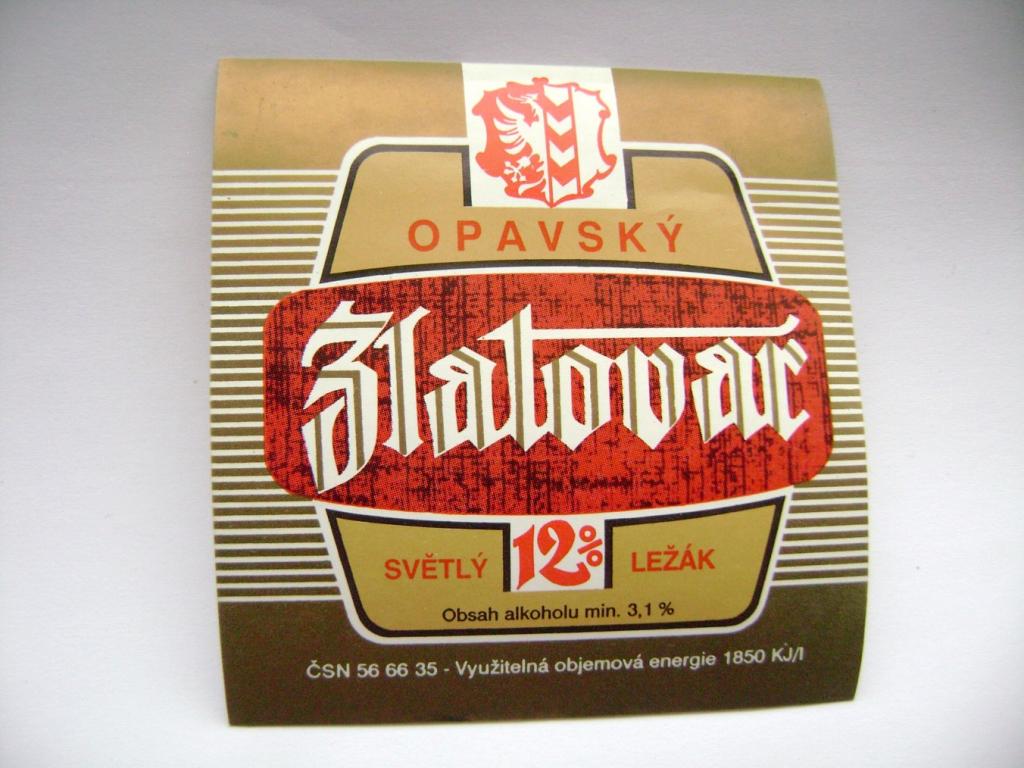 OPAVSKÝ
Zlatovar
SVĚTLÝ 12% LEŽÁK
Obsah alkoholu min. 3,1 %
ČSN 56 66 35 - Využitelná objemová energie 1850 KJ/l